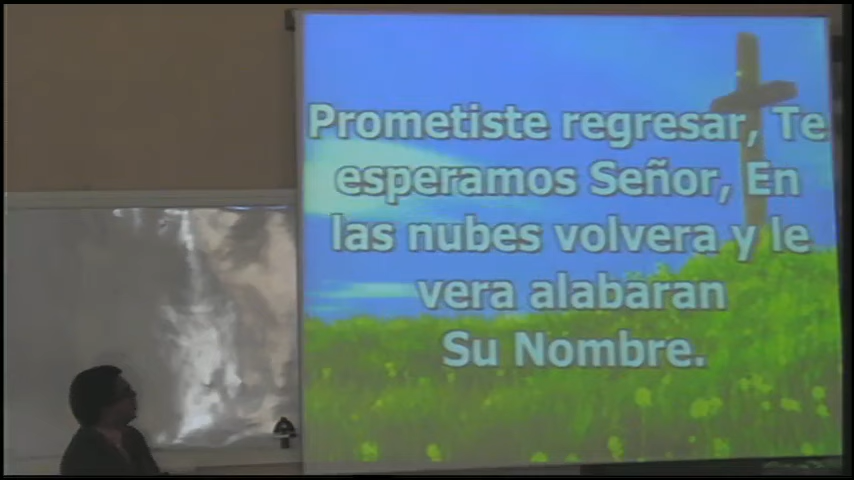 Prometiste regresar, Te
esperamos Señor, En
las nubes volvera y le
vera alabaran
Su Nombre.